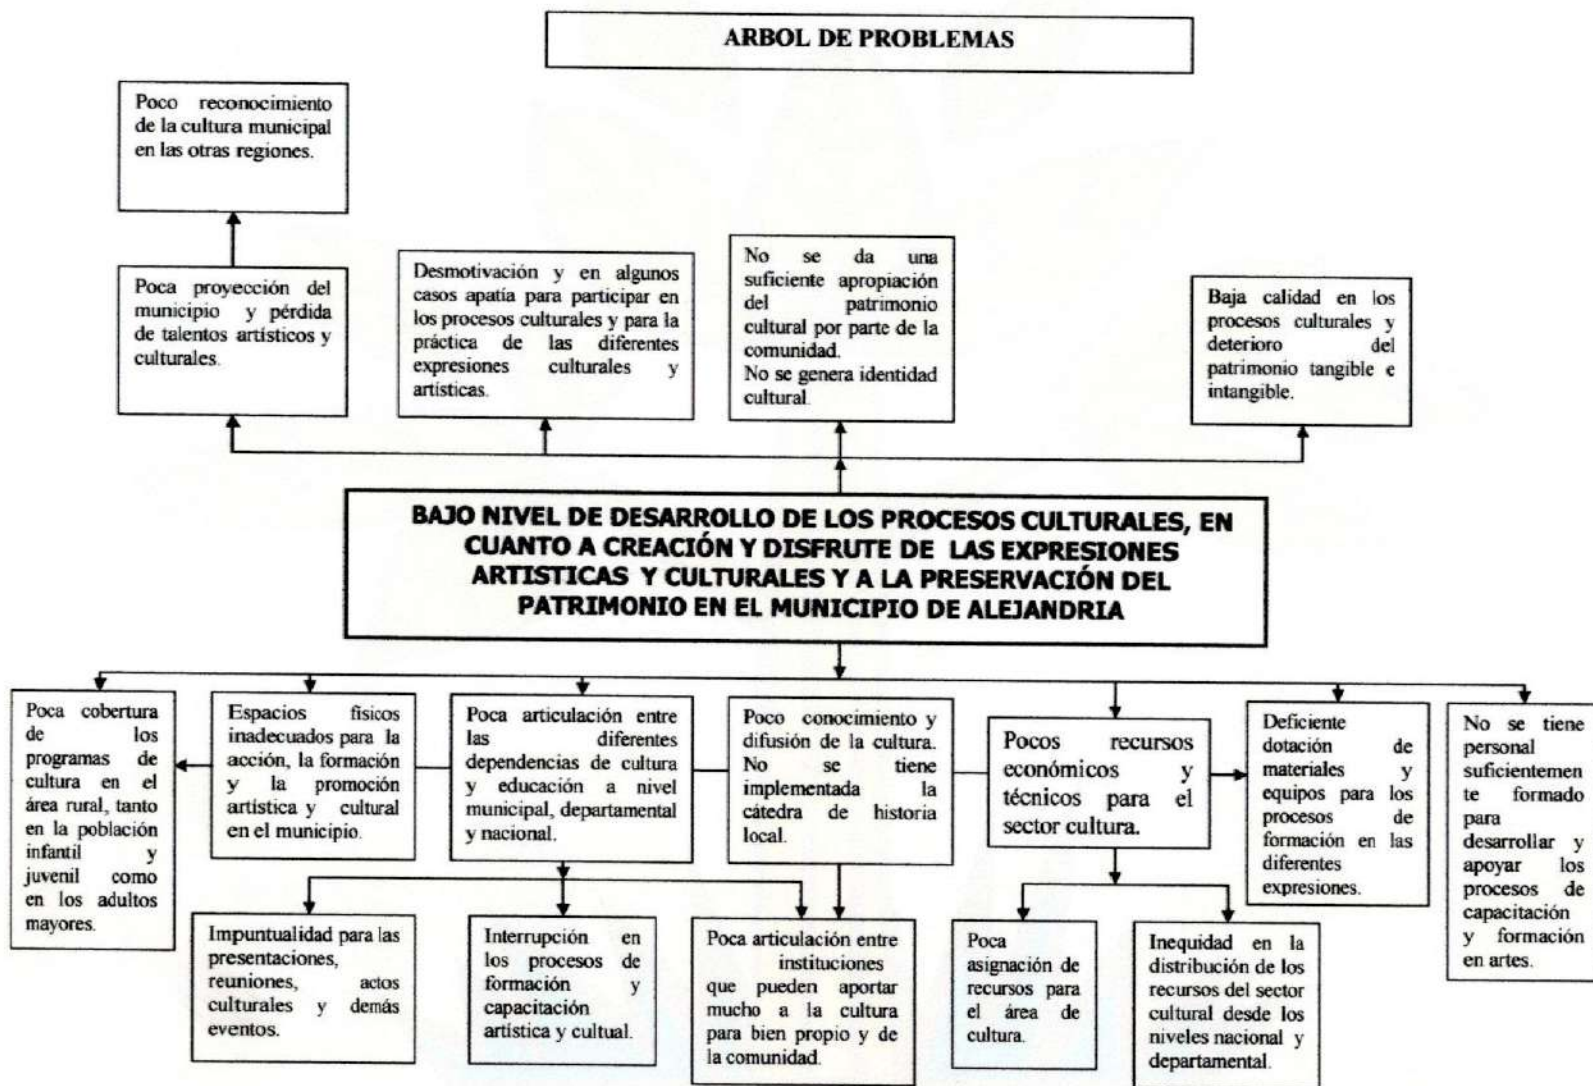 ARBOL DE PROBLEMAS
Poco reconocimiento
de la cultura municipal
en las otras regiones.
Poca proyección del
municipio y pérdida
de talentos artísticos y
culturales.
Desmotivación y en algunos
casos apatía para participar en
los procesos culturales y para la
práctica de las diferentes
expresiones culturales y
artísticas.
No se da una
suficiente apropiación
del patrimonio
cultural por parte de la
comunidad.
No se genera identidad
cultural.
Baja calidad en los
procesos culturales y
deterioro del
patrimonio tangible e
intangible.
BAJO NIVEL DE DESARROLLO DE LOS PROCESOS CULTURALES, EN
CUANTO A CREACIÓN Y DISFRUTE DE LAS EXPRESIONES
ARTISTICAS Y CULTURALES Y A LA PRESERVACIÓN DEL
PATRIMONIO EN EL MUNICIPIO DE ALEJANDRIA
Poca cobertura
de los
programas de
cultura en el
área rural, tanto
en la población
infantil y
juvenil como
en los adultos
mayores.
Espacios físicos
inadecuados para la
acción, la formación
y la promoción
artística y cultural
en el municipio.
Poca articulación entre
las diferentes
dependencias de cultura
y educación a nivel
municipal, departamental
y nacional.
Poco conocimiento y
difusión de la cultura.
No se tiene
implementada la
cátedra de historia
local.
Pocos recursos
económicos y
técnicos para el
sector cultura.
Deficiente
dotación de
materiales y
equipos para los
procesos de
formación en las
diferentes
expresiones.
No se tiene
personal
suficientemen
te formado
para
desarrollar y
apoyar los
procesos de
capacitación
y formación
en artes.
Impuntualidad para las
presentaciones,
reuniones, actos
culturales y demás
eventos.
Interrupción en
los procesos de
formación y
capacitación
artística y cultual.
Poca articulación entre
instituciones
que pueden aportar
mucho a la cultura
para bien propio y de
la comunidad.
Poca
asignación de
recursos para
el área de
cultura.
Inequidad en la
distribución de los
recursos del sector
cultural desde los
niveles nacional y
departamental.